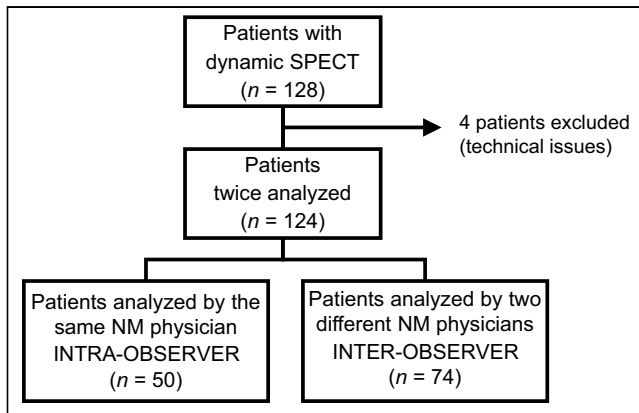 Patients with
dynamic SPECT
(n = 128)
4 patients excluded
(technical issues)
Patients
twice analyzed
(n = 124)
Patients analyzed by the
same NM physician
INTRA-OBSERVER
(n = 50)
Patients analyzed by two
different NM physicians
INTER-OBSERVER
(n = 74)